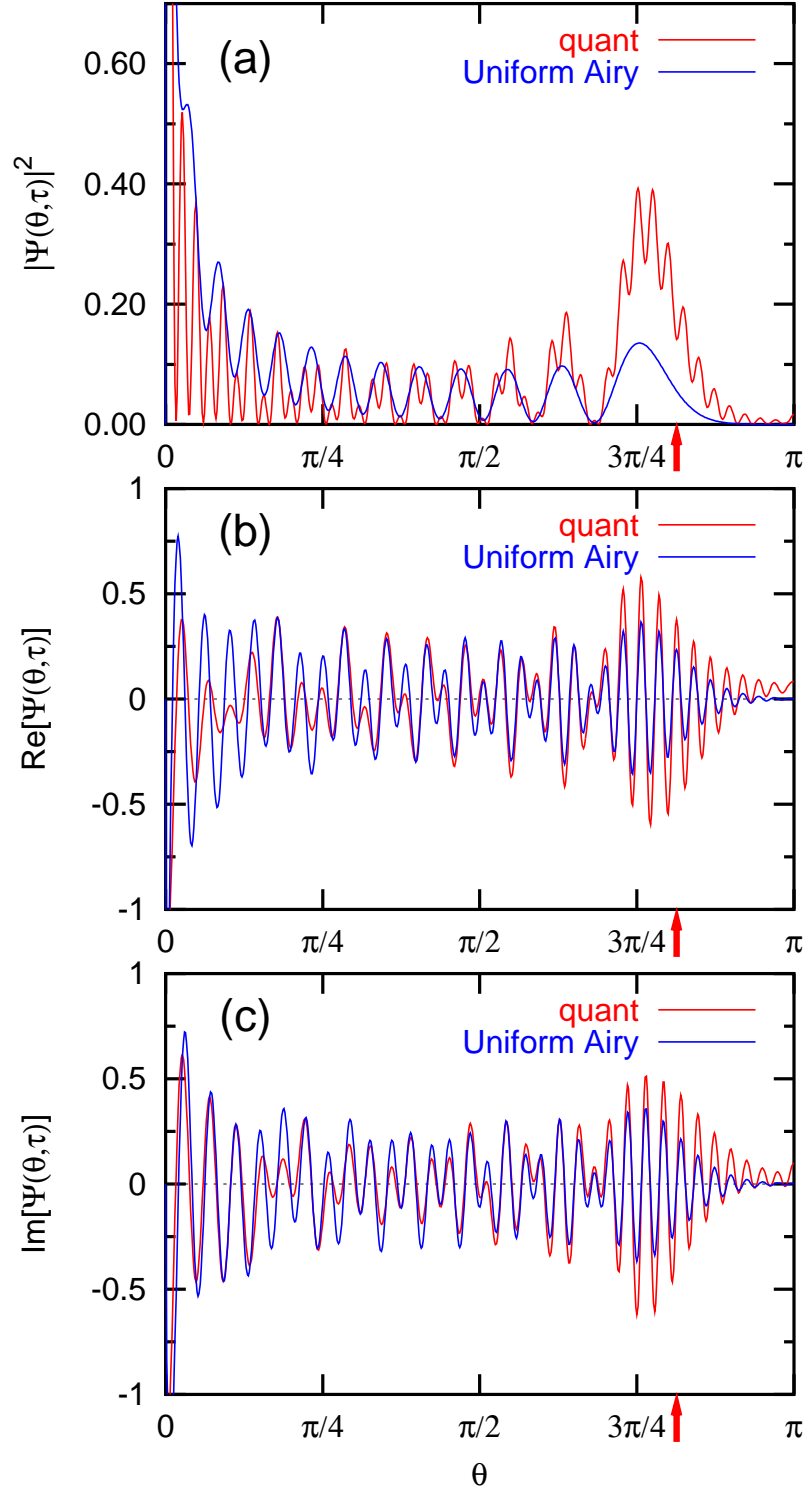 (a)
quant
Uniform Airy
0.60
0.40
0.20
0.00
|Ψ(θ,τ)|²
0 π/4 π/2 3π/4 π
(b)
quant
Uniform Airy
1
0.5
0
-0.5
-1
Re[Ψ(θ,τ)]
0 π/4 π/2 3π/4 π
(c)
quant
Uniform Airy
1
0.5
0
-0.5
-1
Im[Ψ(θ,τ)]
0 π/4 π/2 3π/4 π
θ